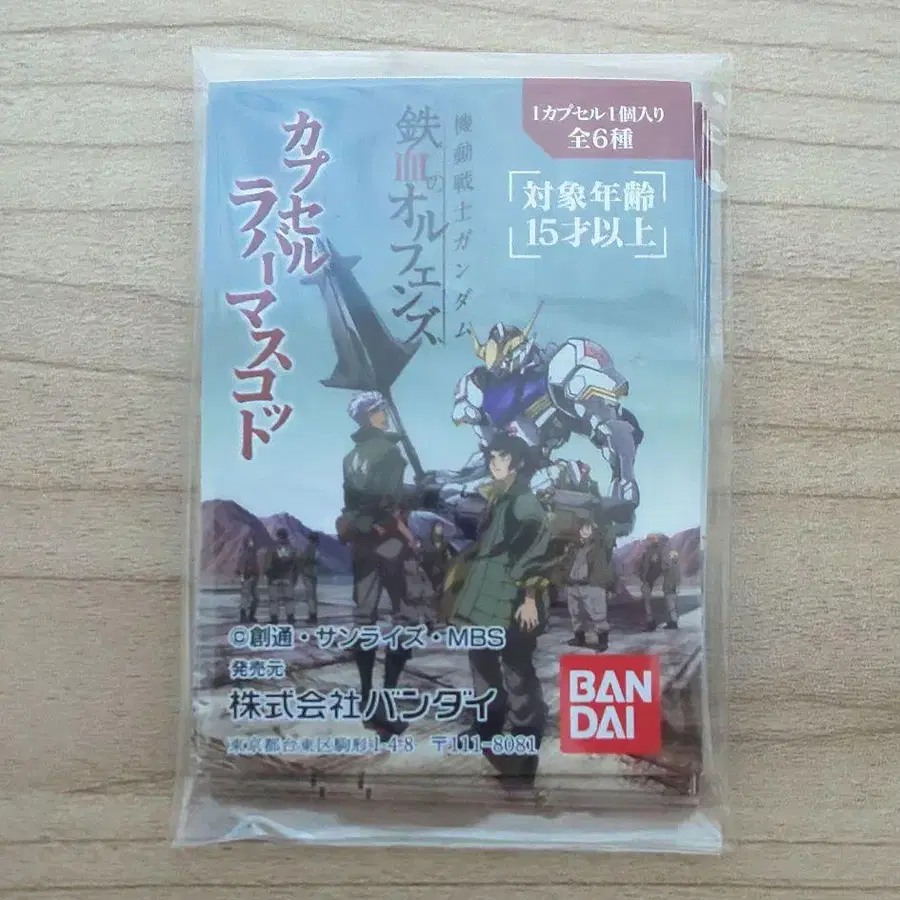 1カプセル1個入り
全6種
対象年齢
15才以上
機動戦士ガンダム
鉄血のオルフェンズ
カプセル
ラバーマスコット
©創通・サンライズ・MBS
発売元
株式会社バンダイ
東京都台東区駒形1-4-8 〒111-8081
BAN
DAI